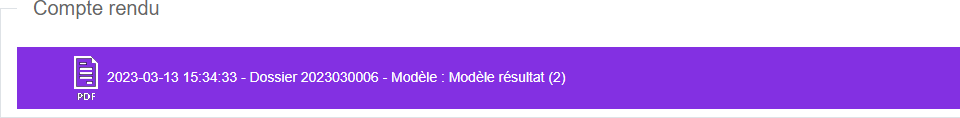 Compte rendu
2023-03-13 15:34:33 - Dossier 2023030006 - Modèle : Modèle résultat (2)
PDF